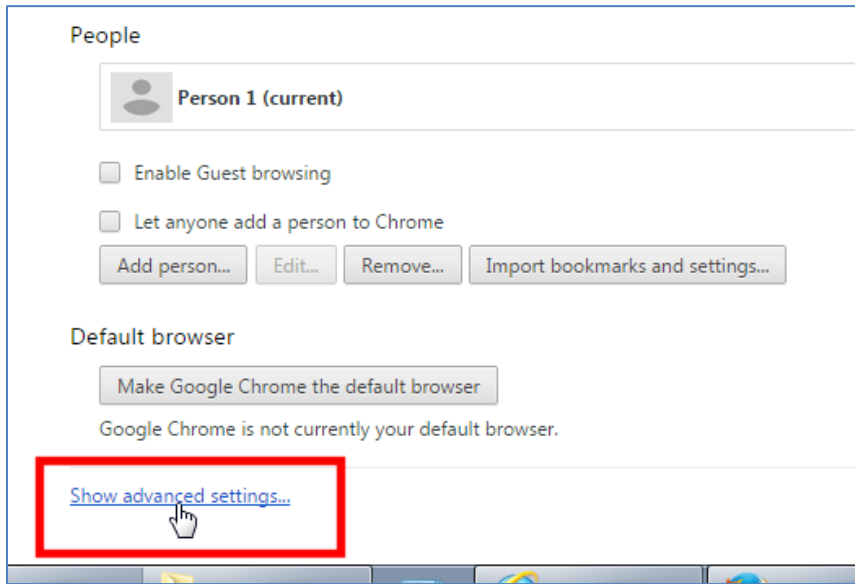 People
Person 1 (current)
Enable Guest browsing
Let anyone add a person to Chrome
Add person... Edit... Remove... Import bookmarks and settings...
Default browser
Make Google Chrome the default browser
Google Chrome is not currently your default browser.
Show advanced settings...